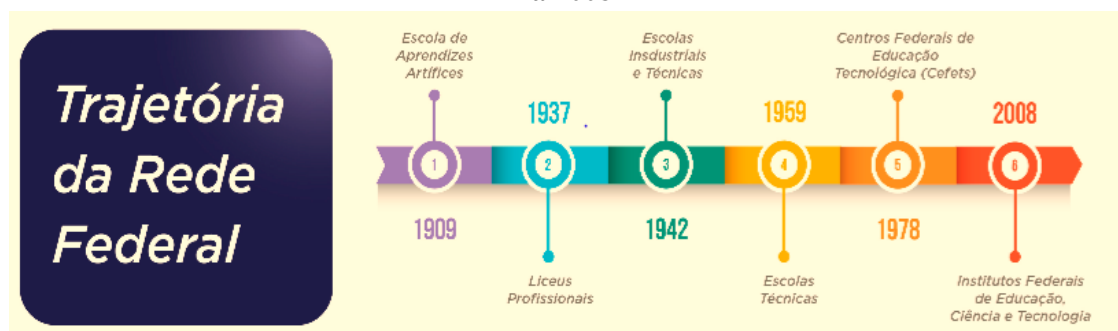 Trajetória
da Rede
Federal
Escola de
Aprendizes
Artífices
1
1909
1937
2
Liceus
Profissionais
Escolas
Insdustriais
e Técnicas
3
1942
1959
4
Escolas
Técnicas
Centros Federais de
Educação
Tecnológica (Cefets)
5
1978
2008
6
Institutos Federais
de Educação,
Ciência e Tecnologia